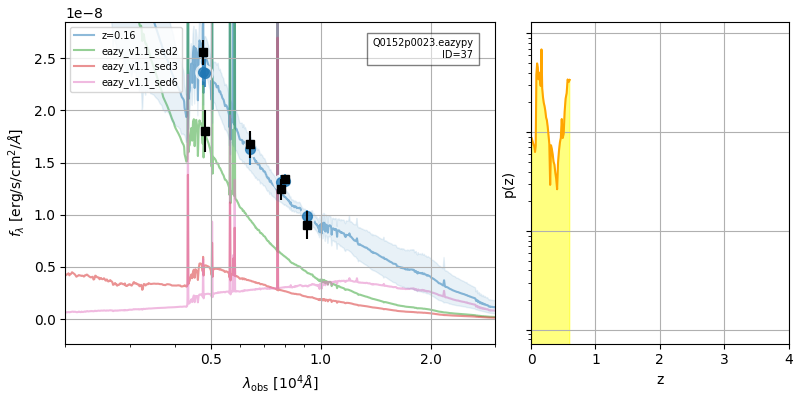 1e−8
z=0.16
eazy_v1.1_sed2
eazy_v1.1_sed3
eazy_v1.1_sed6
Q0152p0023.eazypy
ID=37
2.5
2.0
1.5
1.0
0.5
0.0
f_λ [erg/s/cm²/Å]
0.5 1.0 2.0
λ_obs [10⁴Å]
p(z)
0 1 2 3 4
z